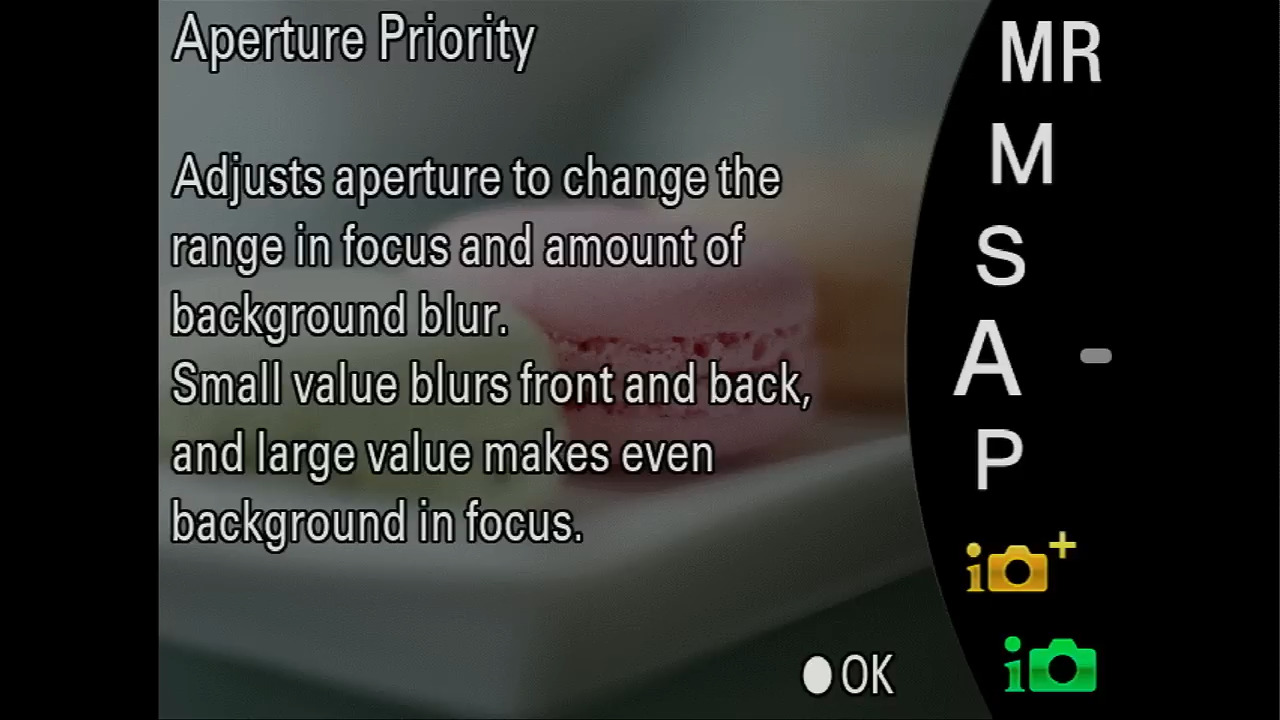 Aperture Priority
Adjusts aperture to change the
range in focus and amount of
background blur.
Small value blurs front and back,
and large value makes even
background in focus.
OK
MR
M
S
A
P
i+
i